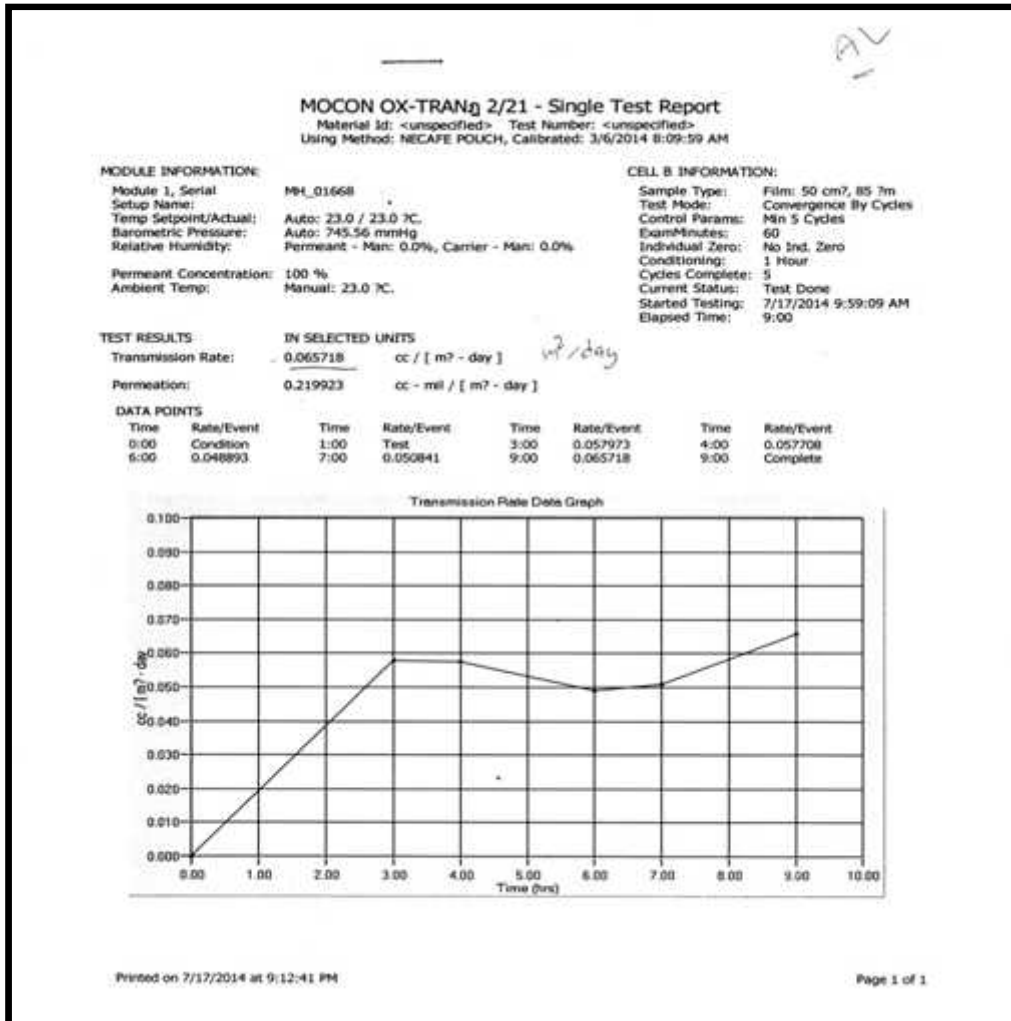 AL
MOCON OX-TRANฏ 2/21 - Single Test Report
Material Id: <unspecified> Test Number: <unspecified>
Using Method: NECAFE POUCH, Calibrated: 3/6/2014 8:09:59 AM
MODULE INFORMATION:
Module 1, Serial MH_01668
Setup Name:
Temp Setpoint/Actual: Auto: 23.0 / 23.0 ?C.
Barometric Pressure: Auto: 745.56 mmHg
Relative Humidity: Permeant - Man: 0.0%, Carrier - Man: 0.0%
Permeant Concentration: 100 %
Ambient Temp: Manual: 23.0 ?C.
CELL B INFORMATION:
Sample Type: Film: 50 cm?, 85 ?m
Test Mode: Convergence By Cycles
Control Params: Min 5 Cycles
ExamMinutes: 60
Individual Zero: No Ind. Zero
Conditioning: 1 Hour
Cycles Complete: 5
Current Status: Test Done
Started Testing: 7/17/2014 9:59:09 AM
Elapsed Time: 9:00
TEST RESULTS IN SELECTED UNITS
Transmission Rate: 0.065718 cc / [ m? - day ] m²/day
Permeation: 0.219923 cc - mil / [ m? - day ]
DATA POINTS
Time Rate/Event Time Rate/Event Time Rate/Event Time Rate/Event
0:00 Condition 1:00 Test 3:00 0.057973 4:00 0.057708
6:00 0.048893 7:00 0.050841 9:00 0.065718 9:00 Complete
Transmission Rate Data Graph
0.100
0.090
0.080
0.070
0.060
0.050
0.040
0.030
0.020
0.010
0.000
cc / [ m? - day
0.00 1.00 2.00 3.00 4.00 5.00 6.00 7.00 8.00 9.00 10.00
Time (hrs)
Printed on 7/17/2014 at 9:12:41 PM Page 1 of 1